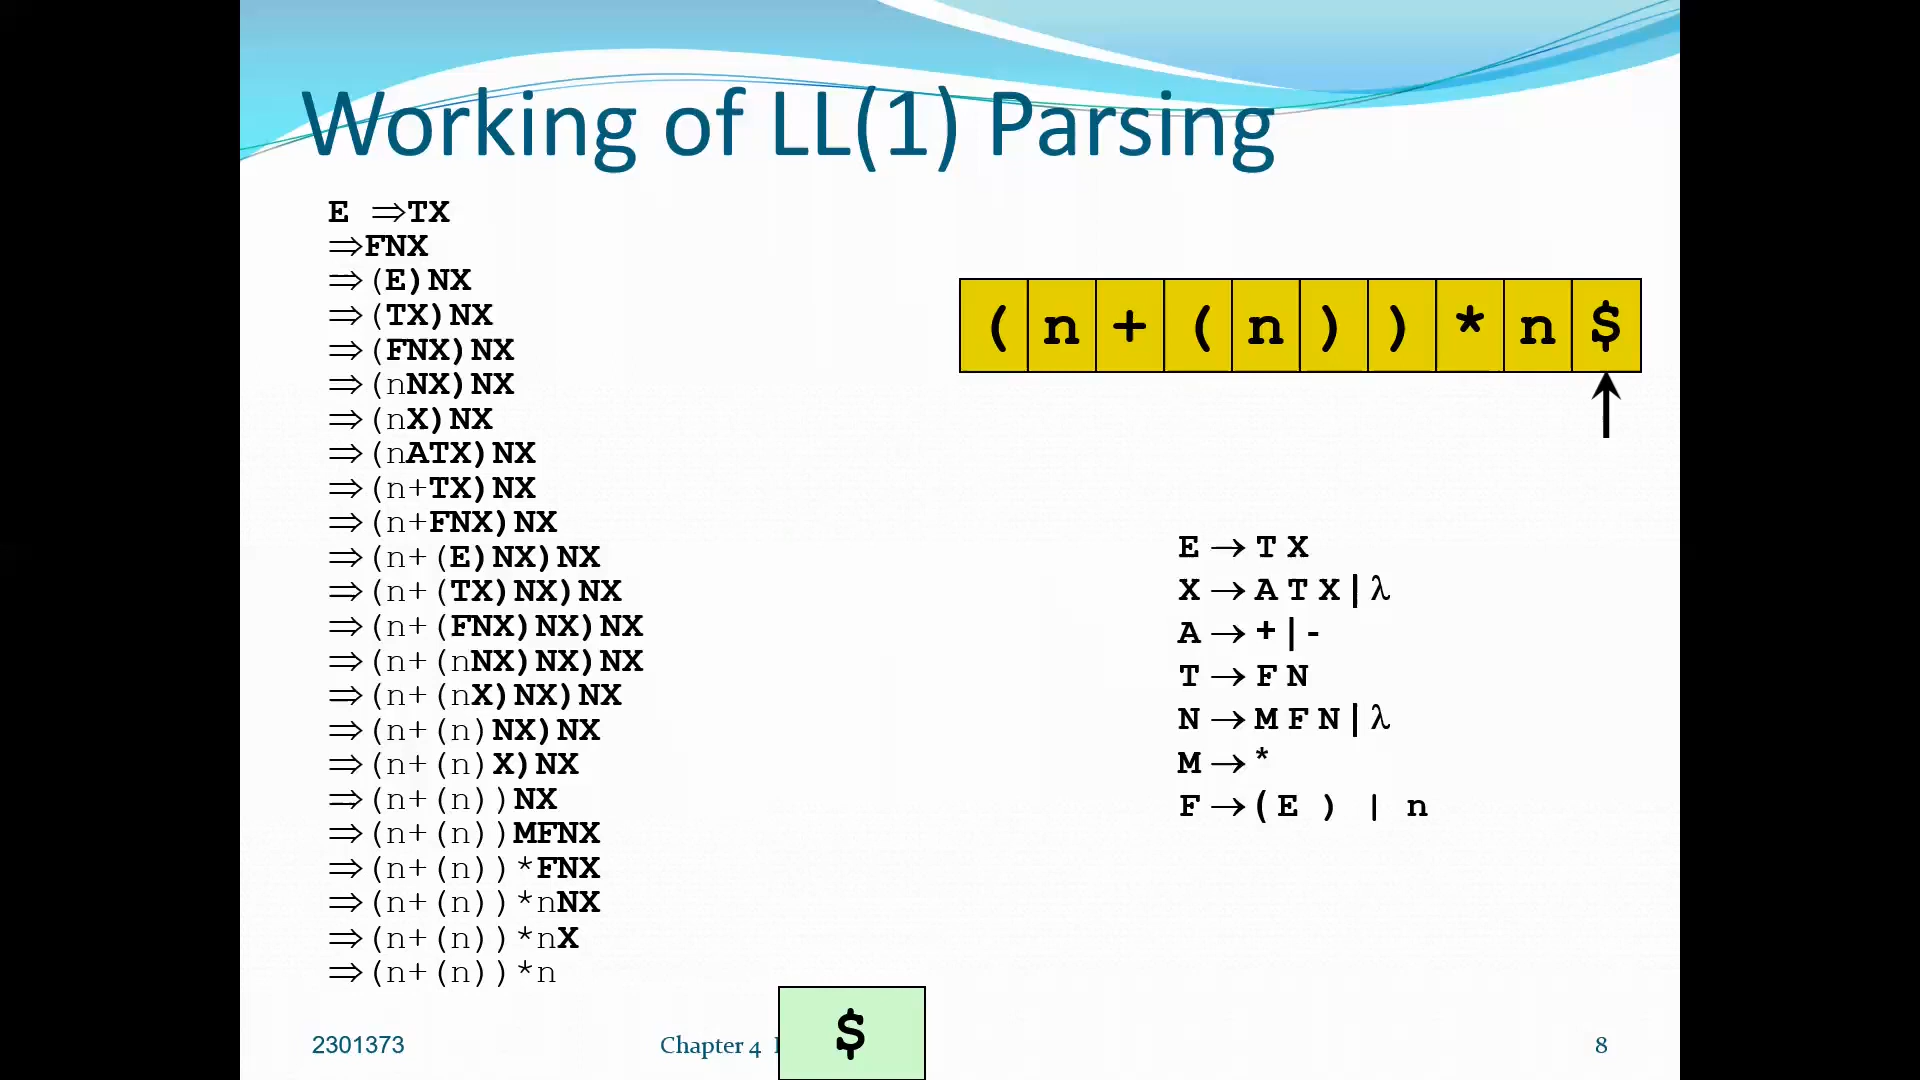 Working of LL(1) Parsing
E ⇒TX
⇒FNX
⇒(E)NX
⇒(TX)NX
⇒(FNX)NX
⇒(nNX)NX
⇒(nX)NX
⇒(nATX)NX
⇒(n+TX)NX
⇒(n+FNX)NX
⇒(n+(E)NX)NX
⇒(n+(TX)NX)NX
⇒(n+(FNX)NX)NX
⇒(n+(nNX)NX)NX
⇒(n+(nX)NX)NX
⇒(n+(n)NX)NX
⇒(n+(n)X)NX
⇒(n+(n))NX
⇒(n+(n))MFNX
⇒(n+(n))*FNX
⇒(n+(n))*nNX
⇒(n+(n))*nX
⇒(n+(n))*n
( n + ( n ) ) * n $
E → T X
X → A T X | λ
A → + | -
T → F N
N → M F N | λ
M → *
F → ( E ) | n
$
2301373
Chapter 4
8